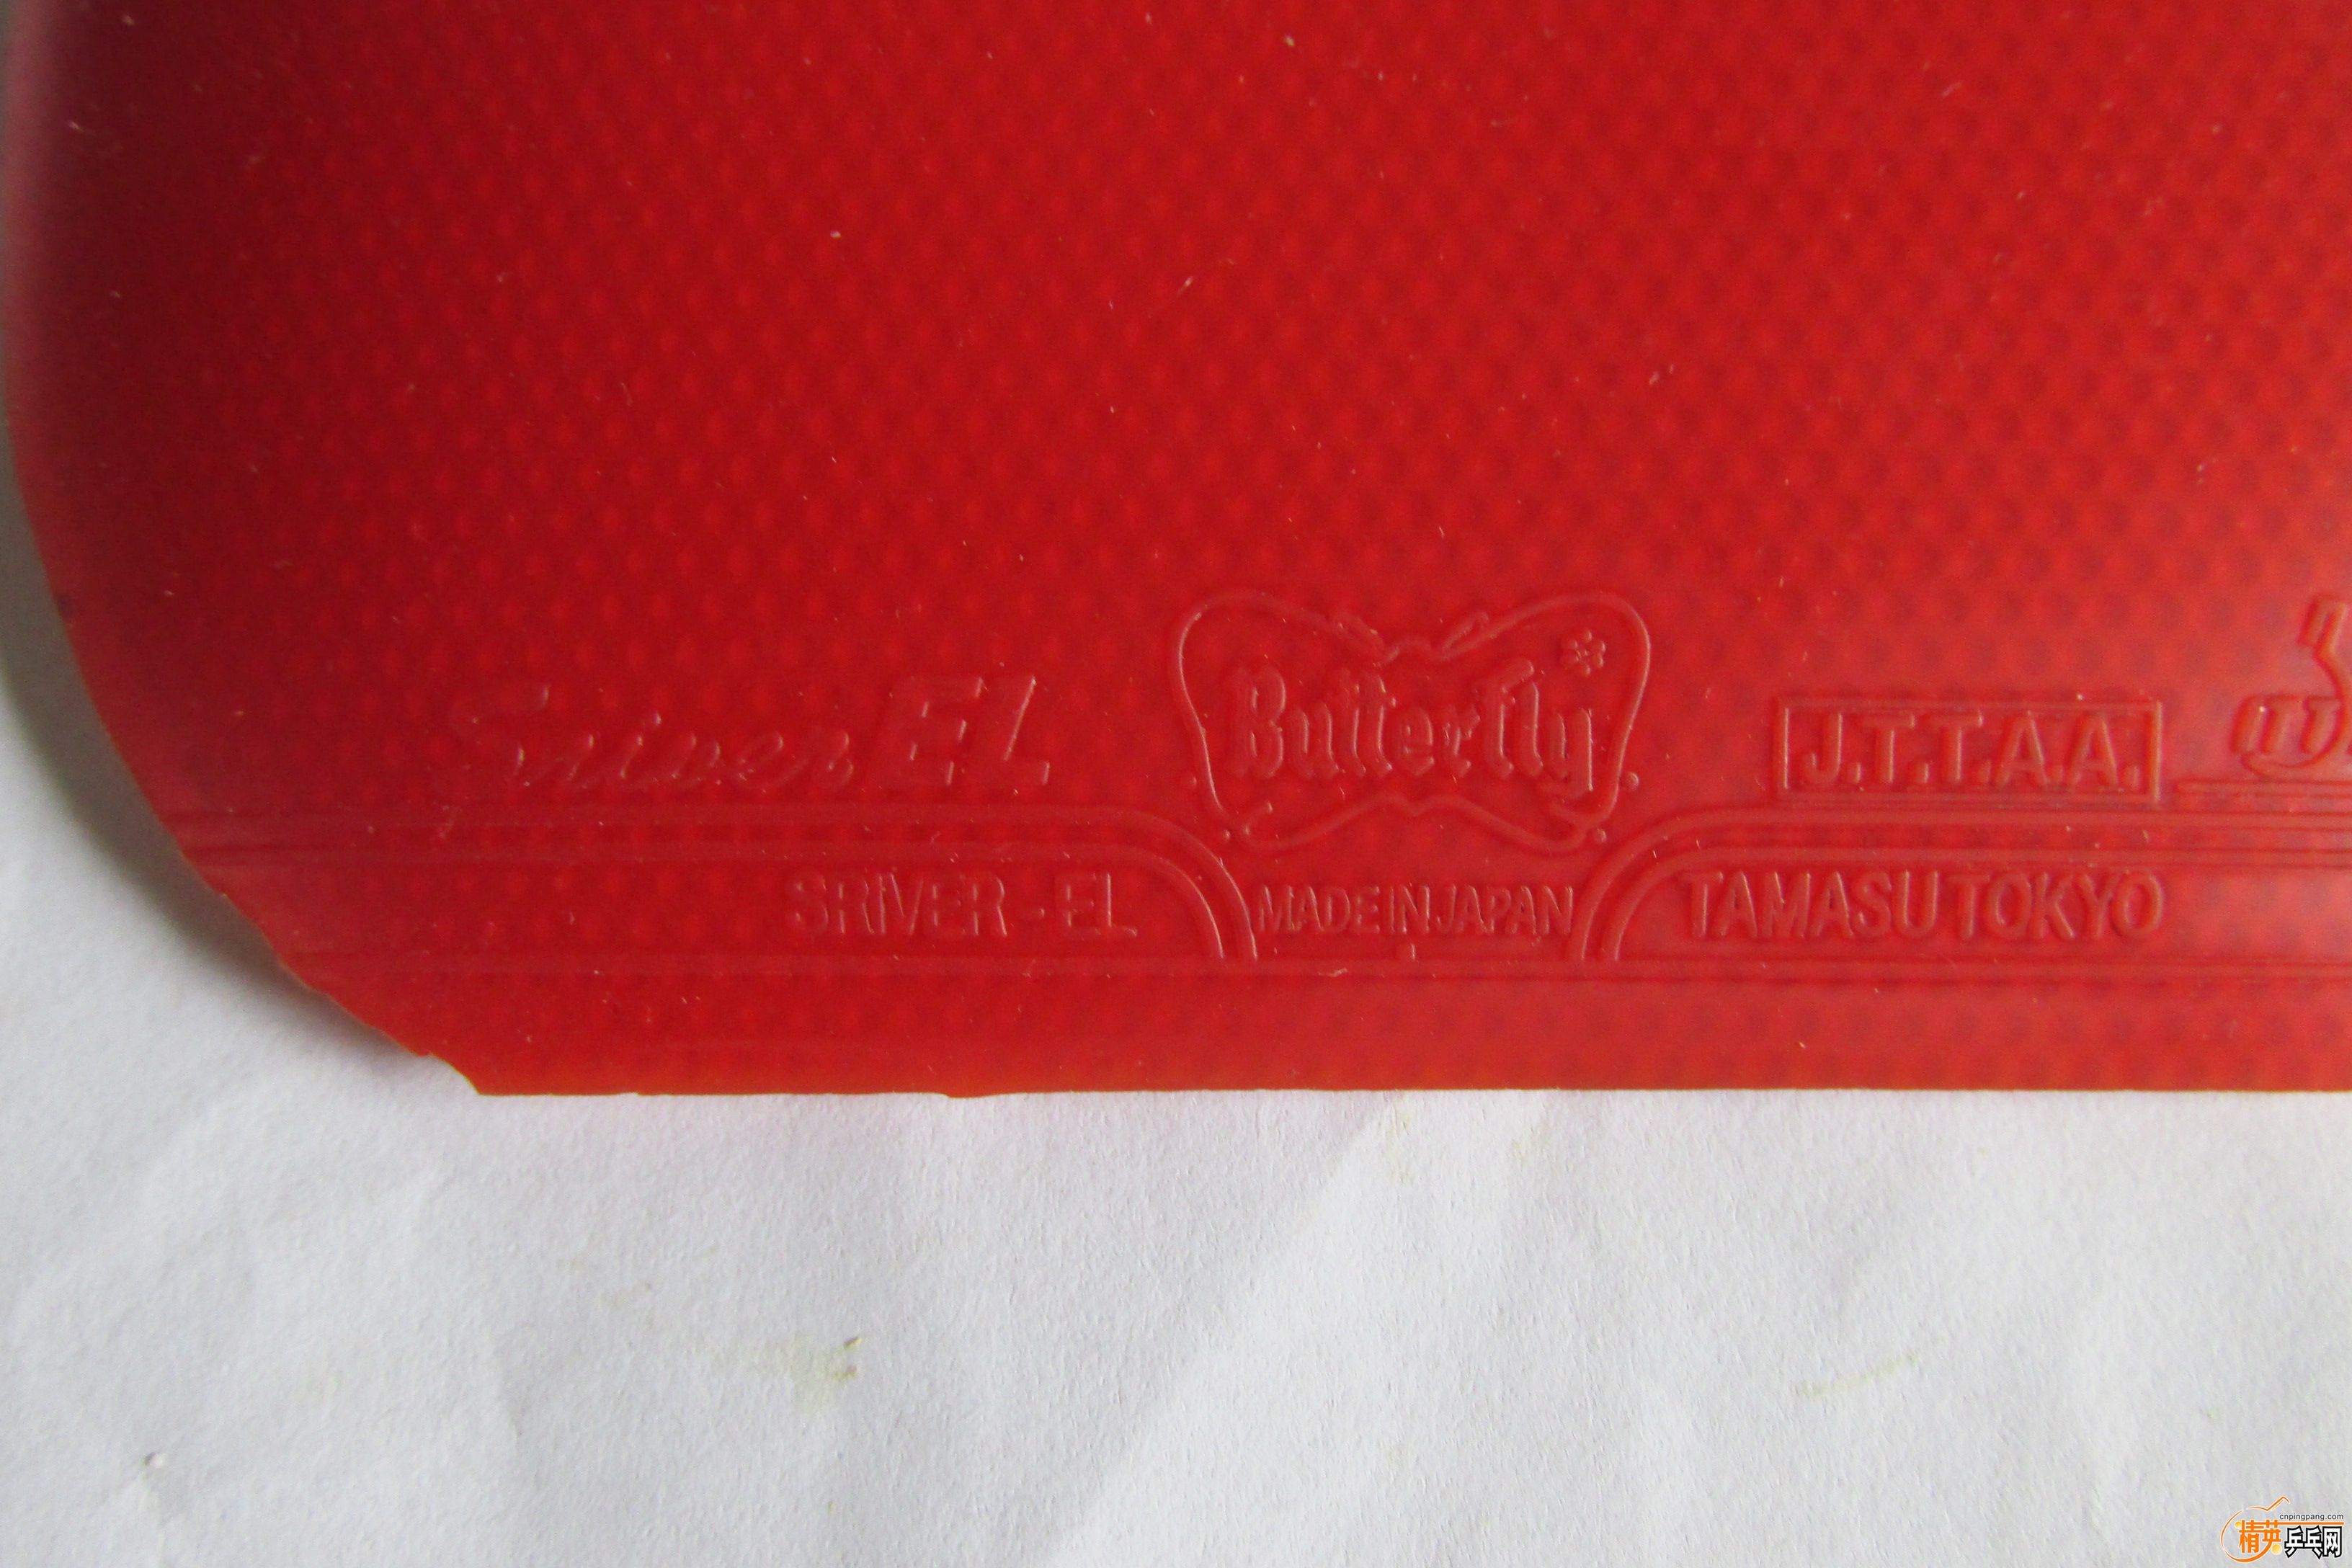 Sriver EL
Butterfly
J.T.T.A.A.
SRIVER - EL
MADE IN JAPAN
TAMASU TOKYO
cnpingpang.com
精英乒乓网